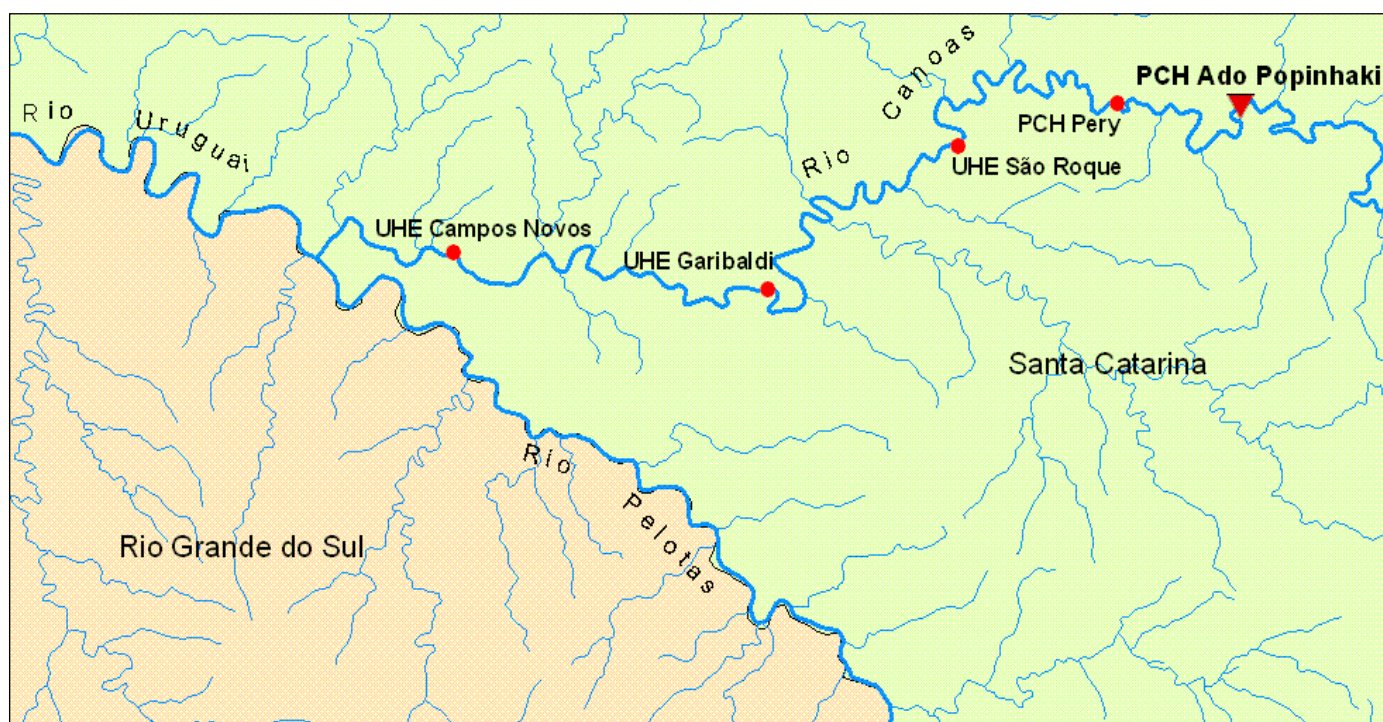 PCH Ado Popinhaki
Rio Canoas
PCH Pery
Rio Uruguai
UHE São Roque
UHE Campos Novos
UHE Garibaldi
Santa Catarina
Rio Pelotas
Rio Grande do Sul